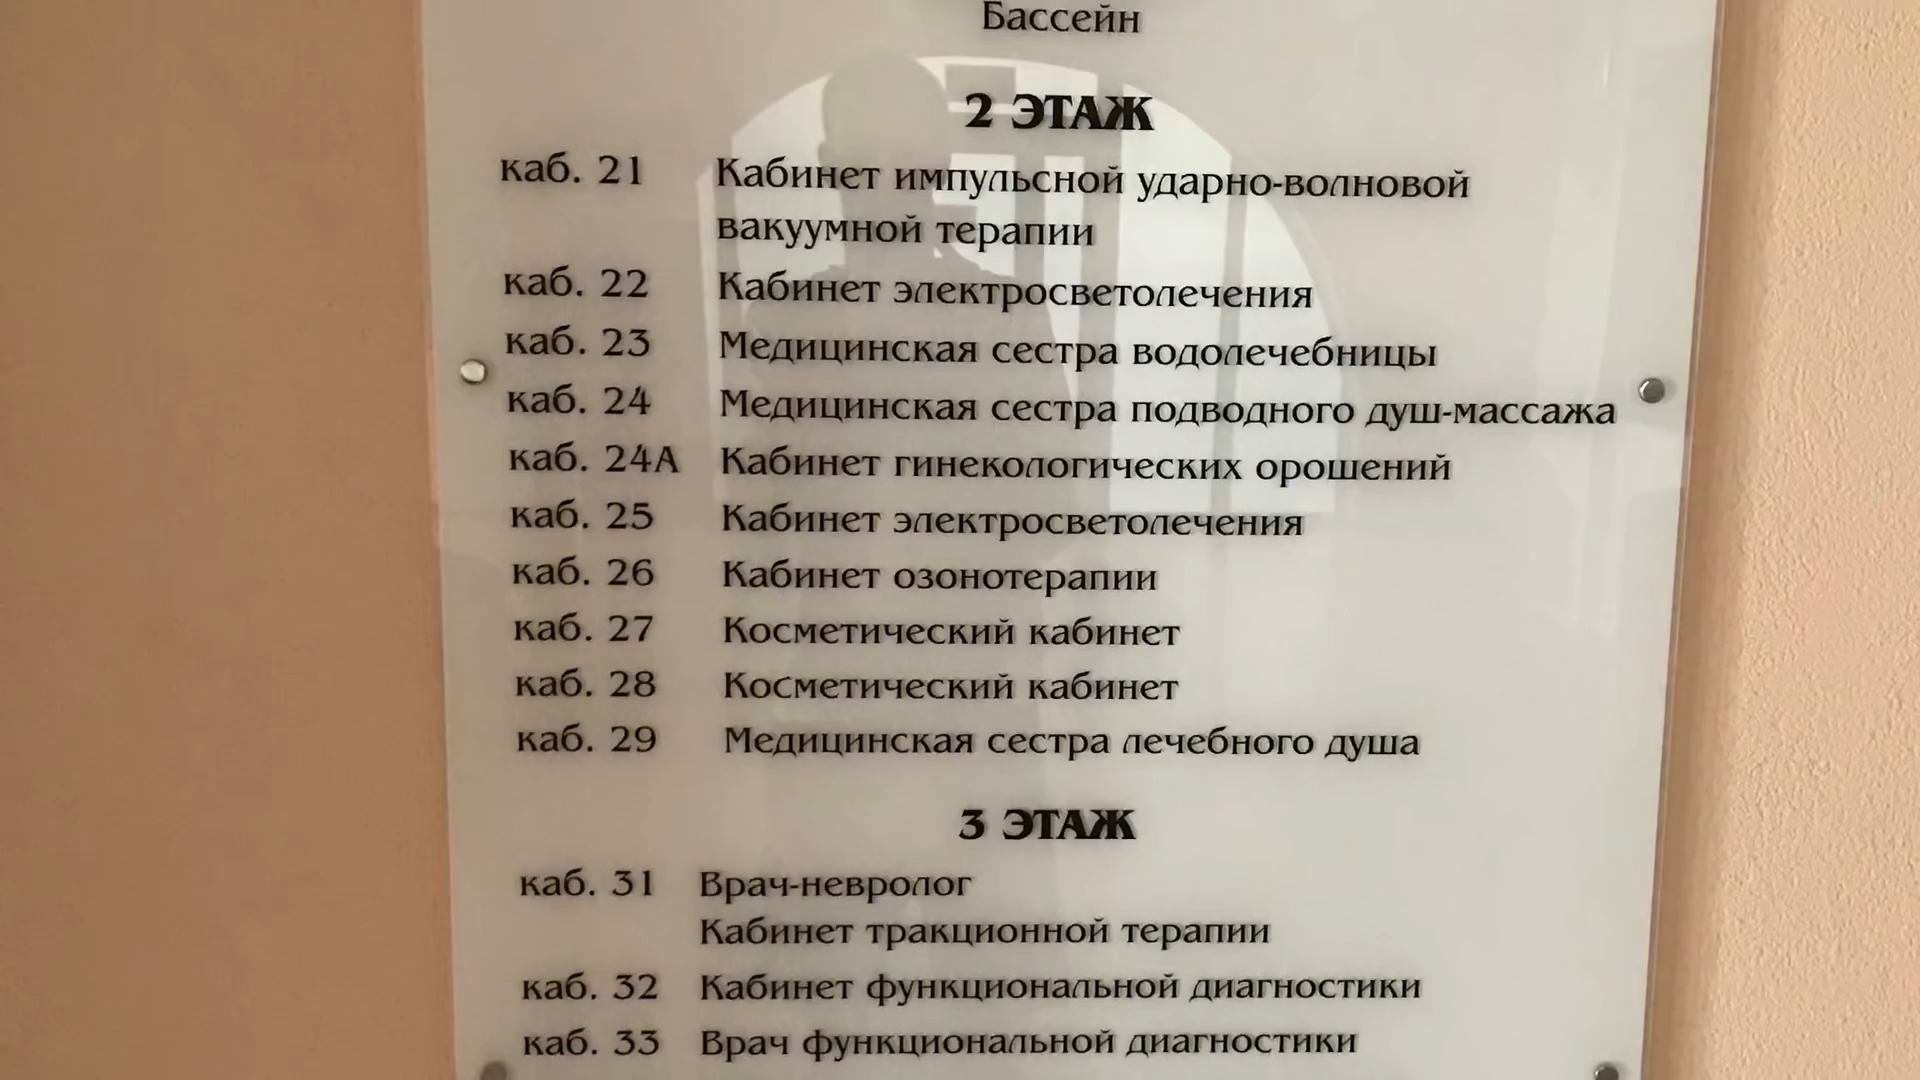 Бассейн
2 ЭТАЖ
каб. 21 Кабинет импульсной ударно-волновой
вакуумной терапии
каб. 22 Кабинет электросветолечения
каб. 23 Медицинская сестра водолечебницы
каб. 24 Медицинская сестра подводного душ-массажа
каб. 24А Кабинет гинекологических орошений
каб. 25 Кабинет электросветолечения
каб. 26 Кабинет озонотерапии
каб. 27 Косметический кабинет
каб. 28 Косметический кабинет
каб. 29 Медицинская сестра лечебного душа
3 ЭТАЖ
каб. 31 Врач-невролог
Кабинет тракционной терапии
каб. 32 Кабинет функциональной диагностики
каб. 33 Врач функциональной диагностики